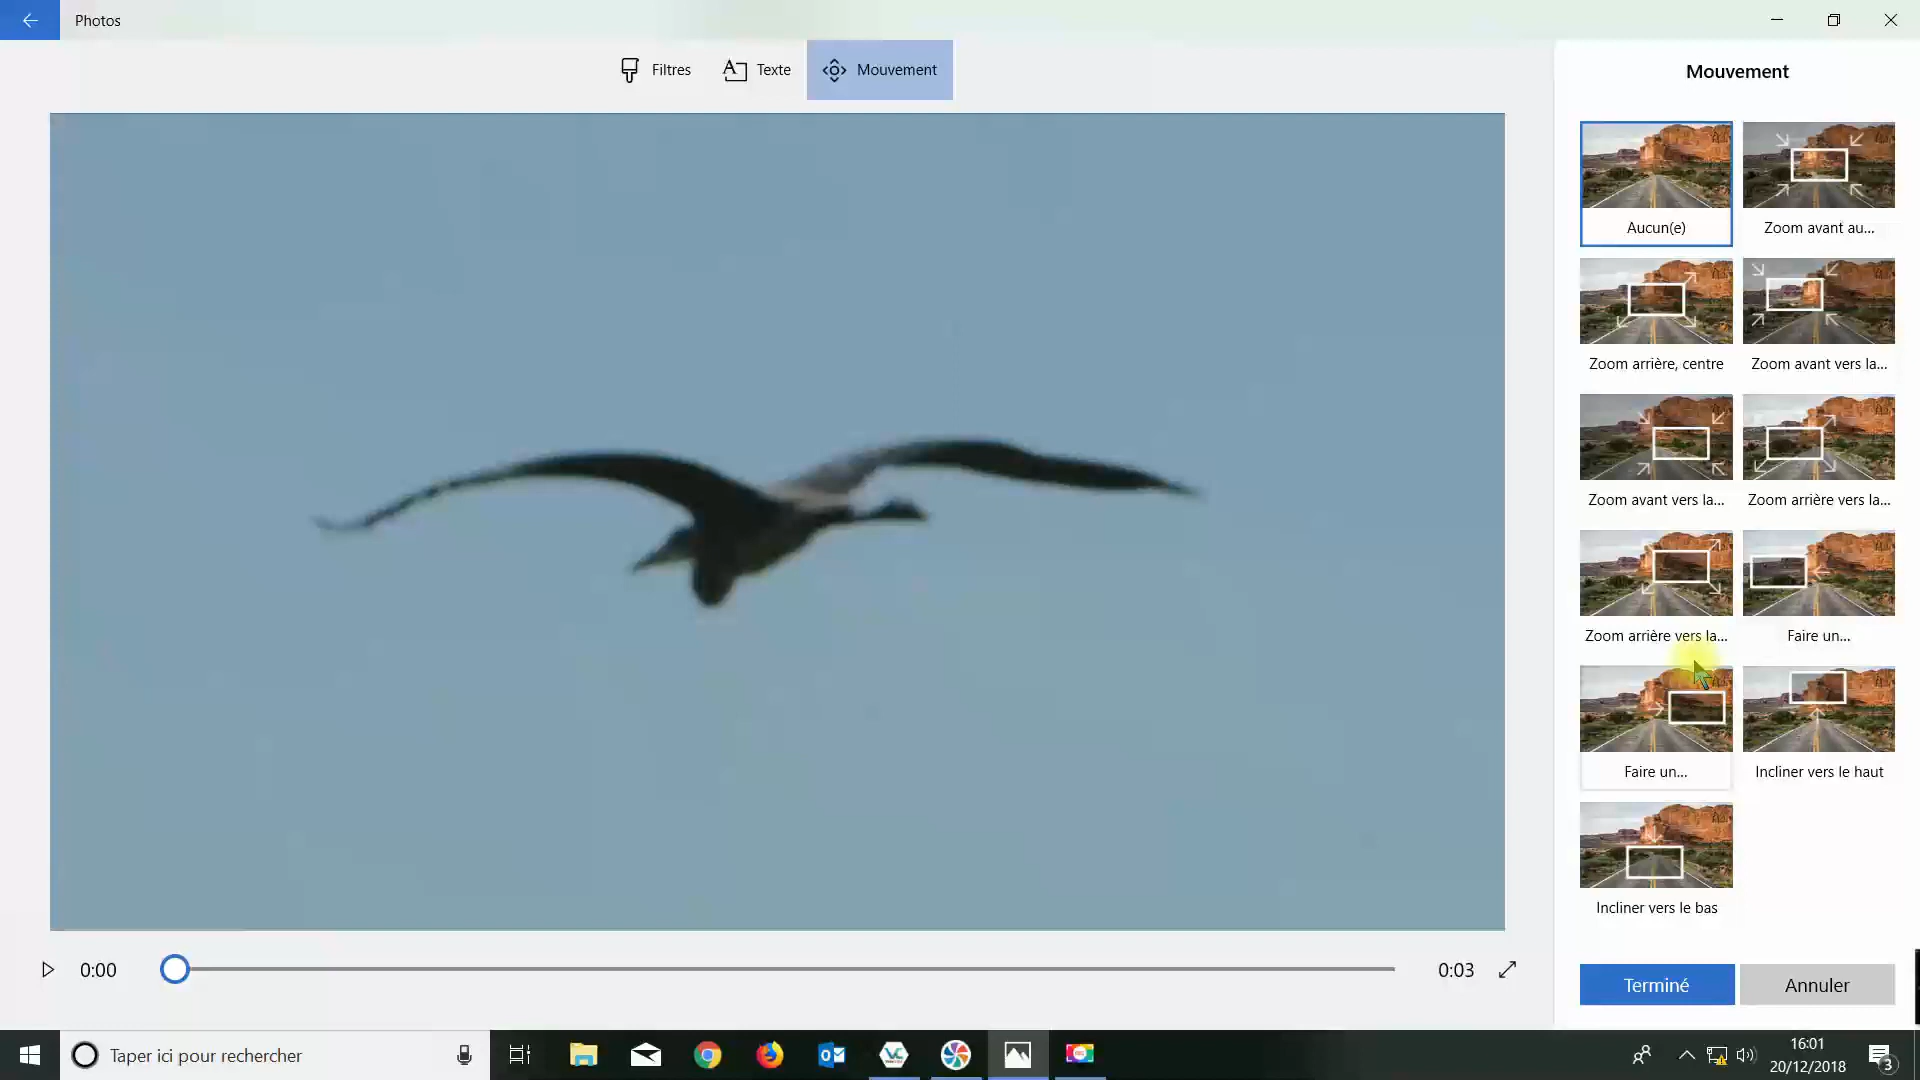 Photos
Filtres
Texte
Mouvement
Mouvement
Aucun(e)
Zoom avant au...
Zoom arrière, centre
Zoom avant vers la...
Zoom avant vers la...
Zoom arrière vers la...
Zoom arrière vers la...
Faire un...
Faire un...
Incliner vers le haut
Incliner vers le bas
0:00
0:03
Terminé
Annuler
Taper ici pour rechercher
16:01
20/12/2018
3